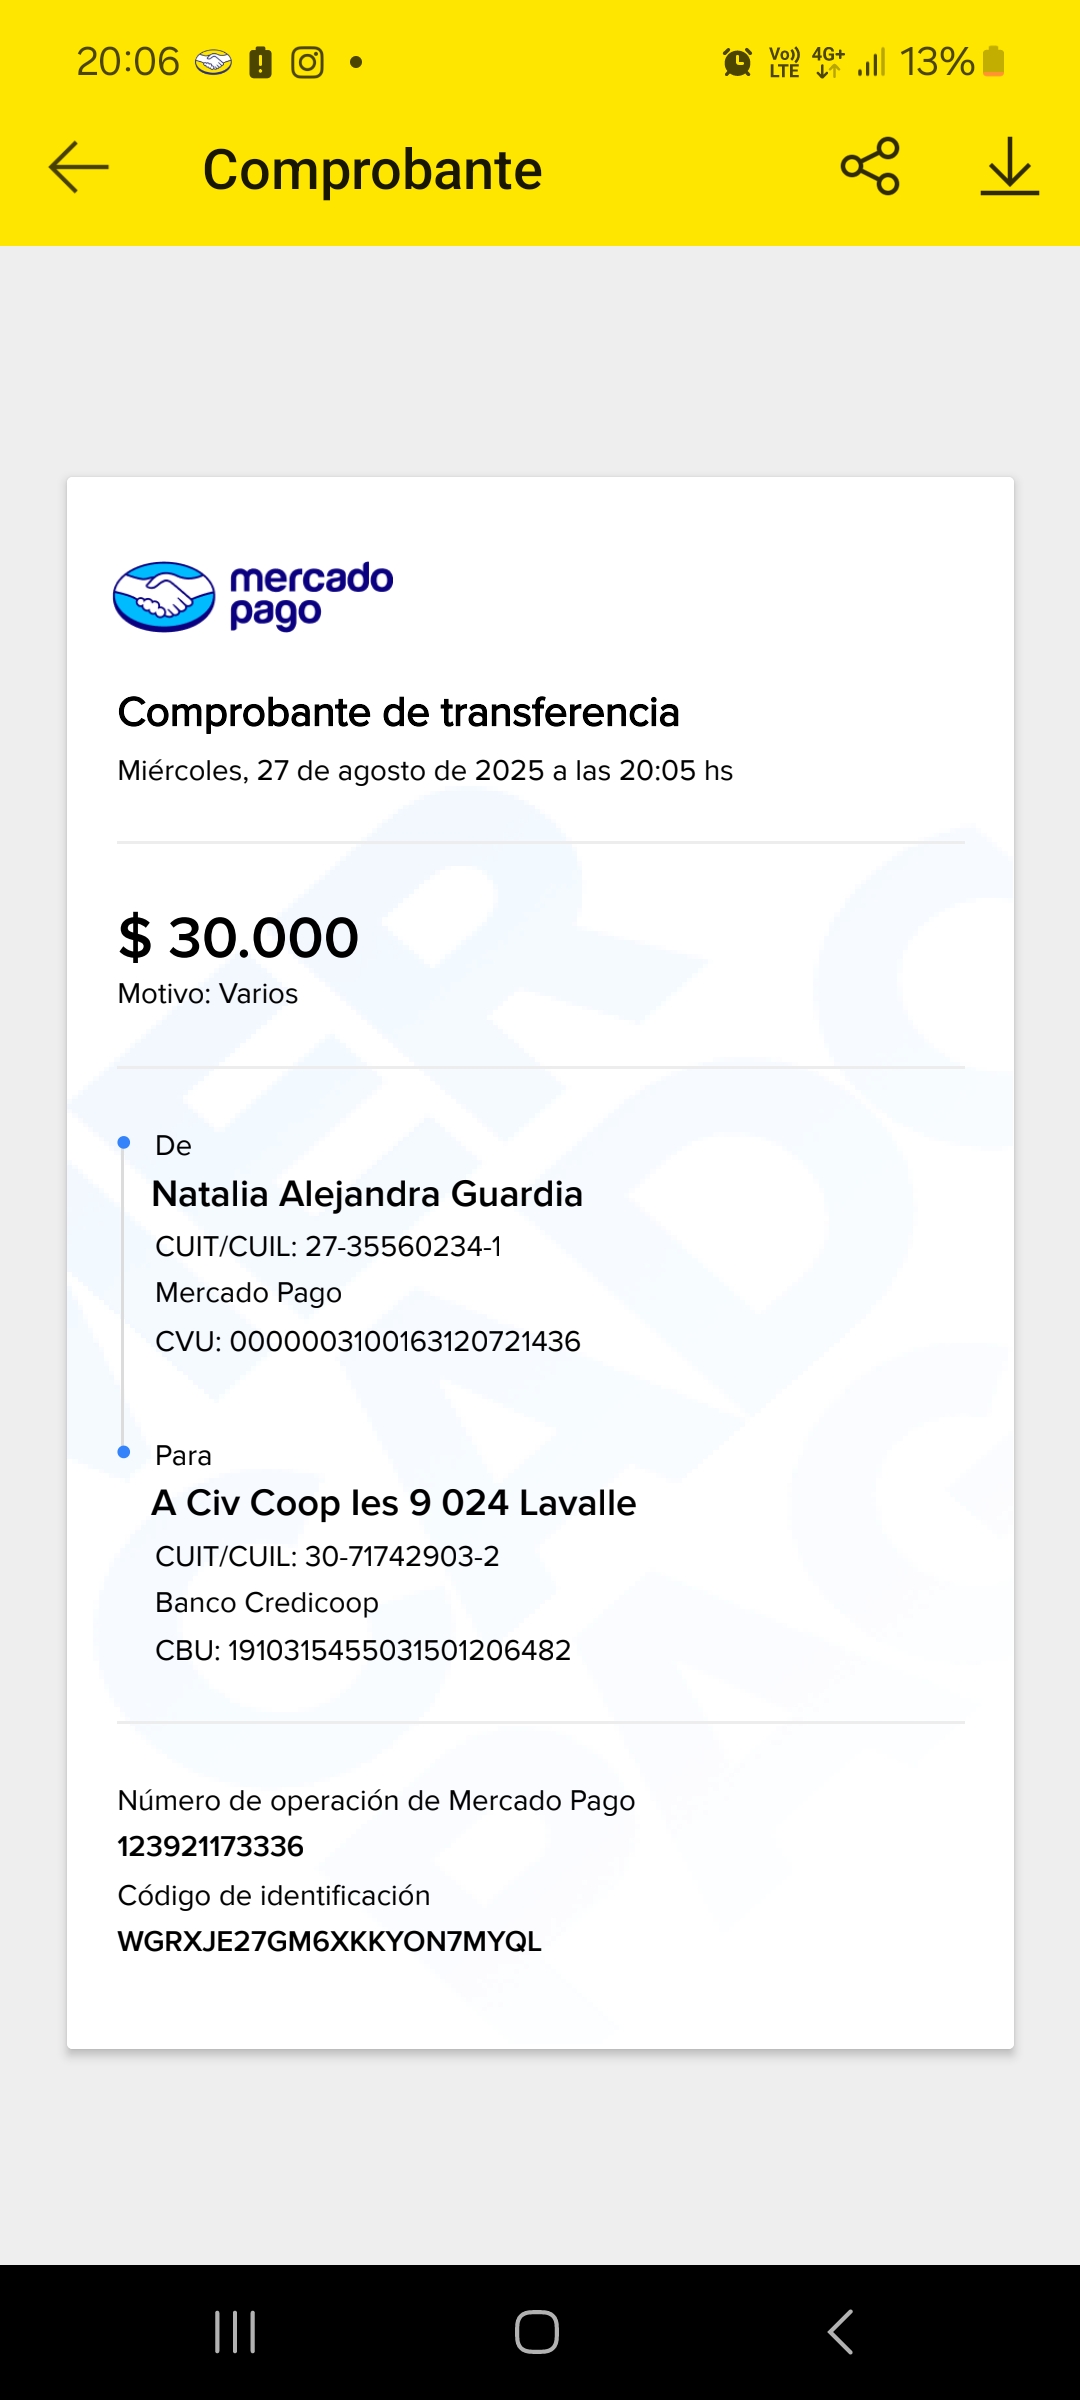 20:06
Vo)) LTE 4G+ 13%
Comprobante
mercado
pago
Comprobante de transferencia
Miércoles, 27 de agosto de 2025 a las 20:05 hs
$ 30.000
Motivo: Varios
De
Natalia Alejandra Guardia
CUIT/CUIL: 27-35560234-1
Mercado Pago
CVU: 0000003100163120721436
Para
A Civ Coop Ies 9 024 Lavalle
CUIT/CUIL: 30-71742903-2
Banco Credicoop
CBU: 1910315455031501206482
Número de operación de Mercado Pago
123921173336
Código de identificación
WGRXJE27GM6XKKYON7MYQL